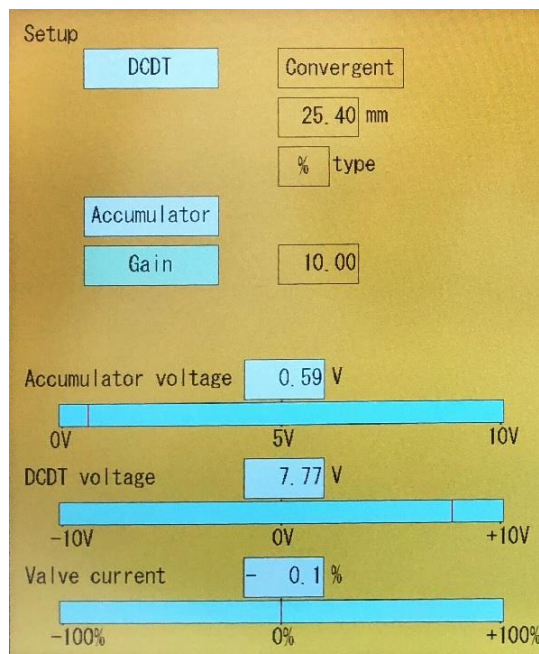 Setup
DCDT Convergent
25.40 mm
% type
Accumulator
Gain 10.00
Accumulator voltage 0.59 V
0V 5V 10V
DCDT voltage 7.77 V
-10V 0V +10V
Valve current - 0.1 %
-100% 0% +100%